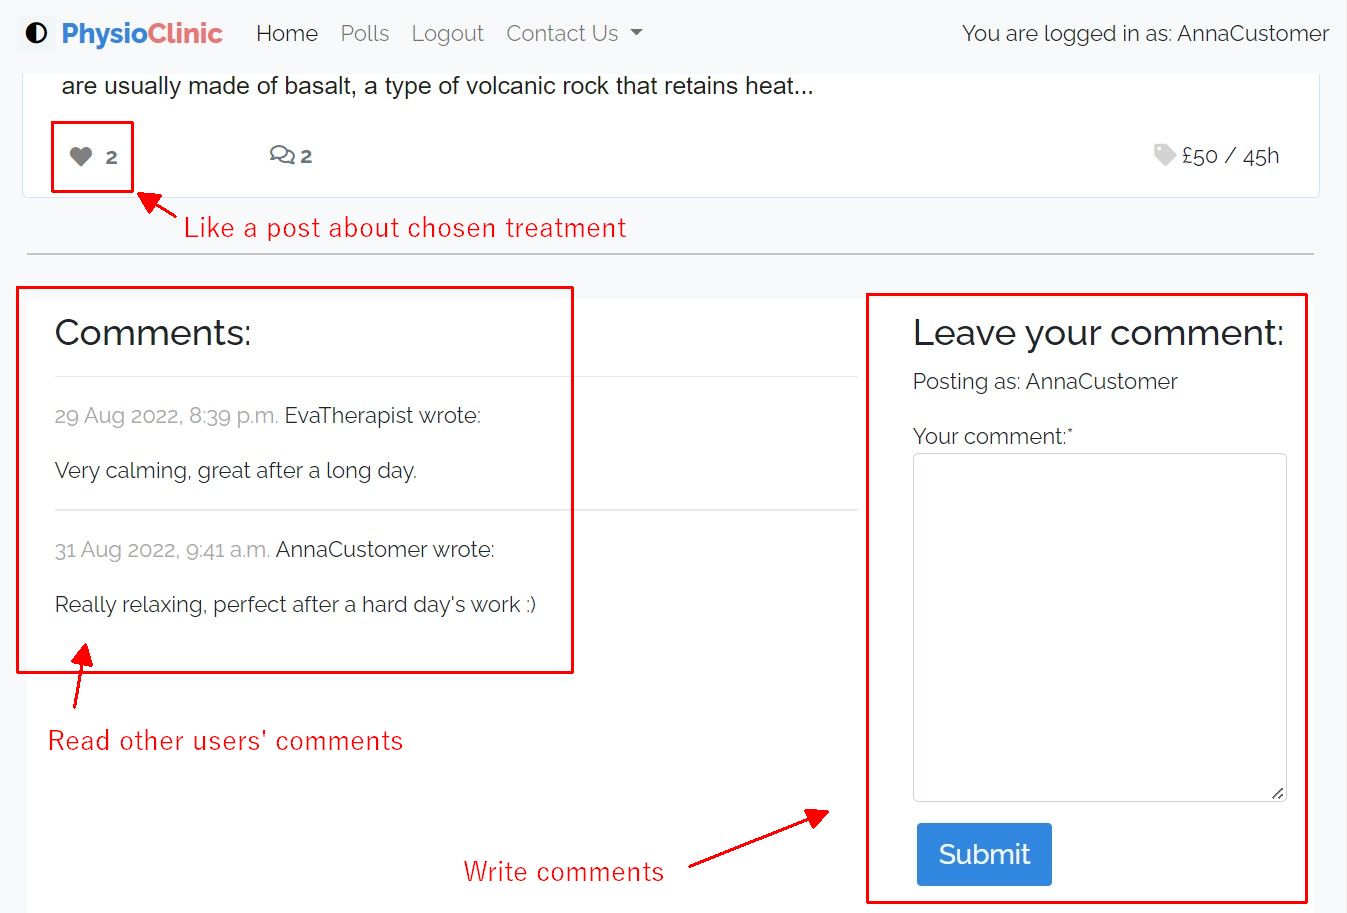 PhysioClinic Home Polls Logout Contact Us You are logged in as: AnnaCustomer
are usually made of basalt, a type of volcanic rock that retains heat...
2 2 £50 / 45h
Like a post about chosen treatment
Comments:
29 Aug 2022, 8:39 p.m. EvaTherapist wrote:
Very calming, great after a long day.
31 Aug 2022, 9:41 a.m. AnnaCustomer wrote:
Really relaxing, perfect after a hard day's work :)
Read other users' comments
Leave your comment:
Posting as: AnnaCustomer
Your comment:*
Submit
Write comments